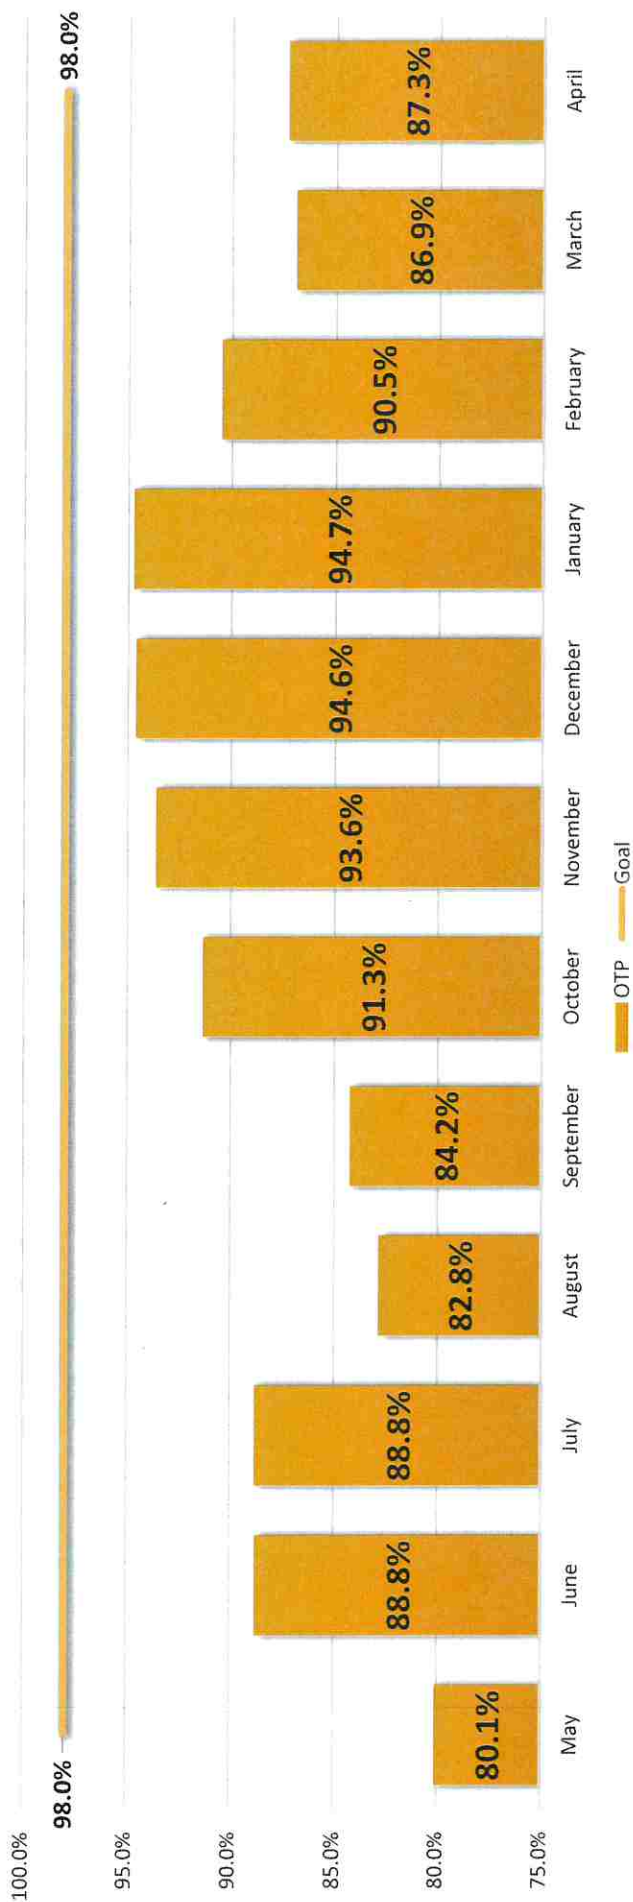 100.0%
95.0%
90.0%
85.0%
80.0%
75.0%
98.0%
98.0%
80.1%
88.8%
88.8%
82.8%
84.2%
91.3%
93.6%
94.6%
94.7%
90.5%
86.9%
87.3%
May
June
July
August
September
October
November
December
January
February
March
April
OTP
Goal